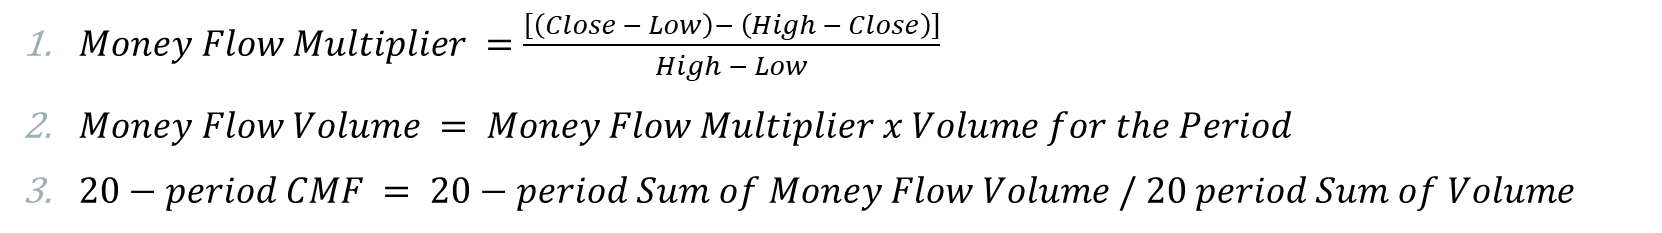 1. Money Flow Multiplier = [(Close – Low)– (High – Close)] / High – Low
2. Money Flow Volume = Money Flow Multiplier x Volume for the Period
3. 20 – period CMF = 20 – period Sum of Money Flow Volume / 20 period Sum of Volume